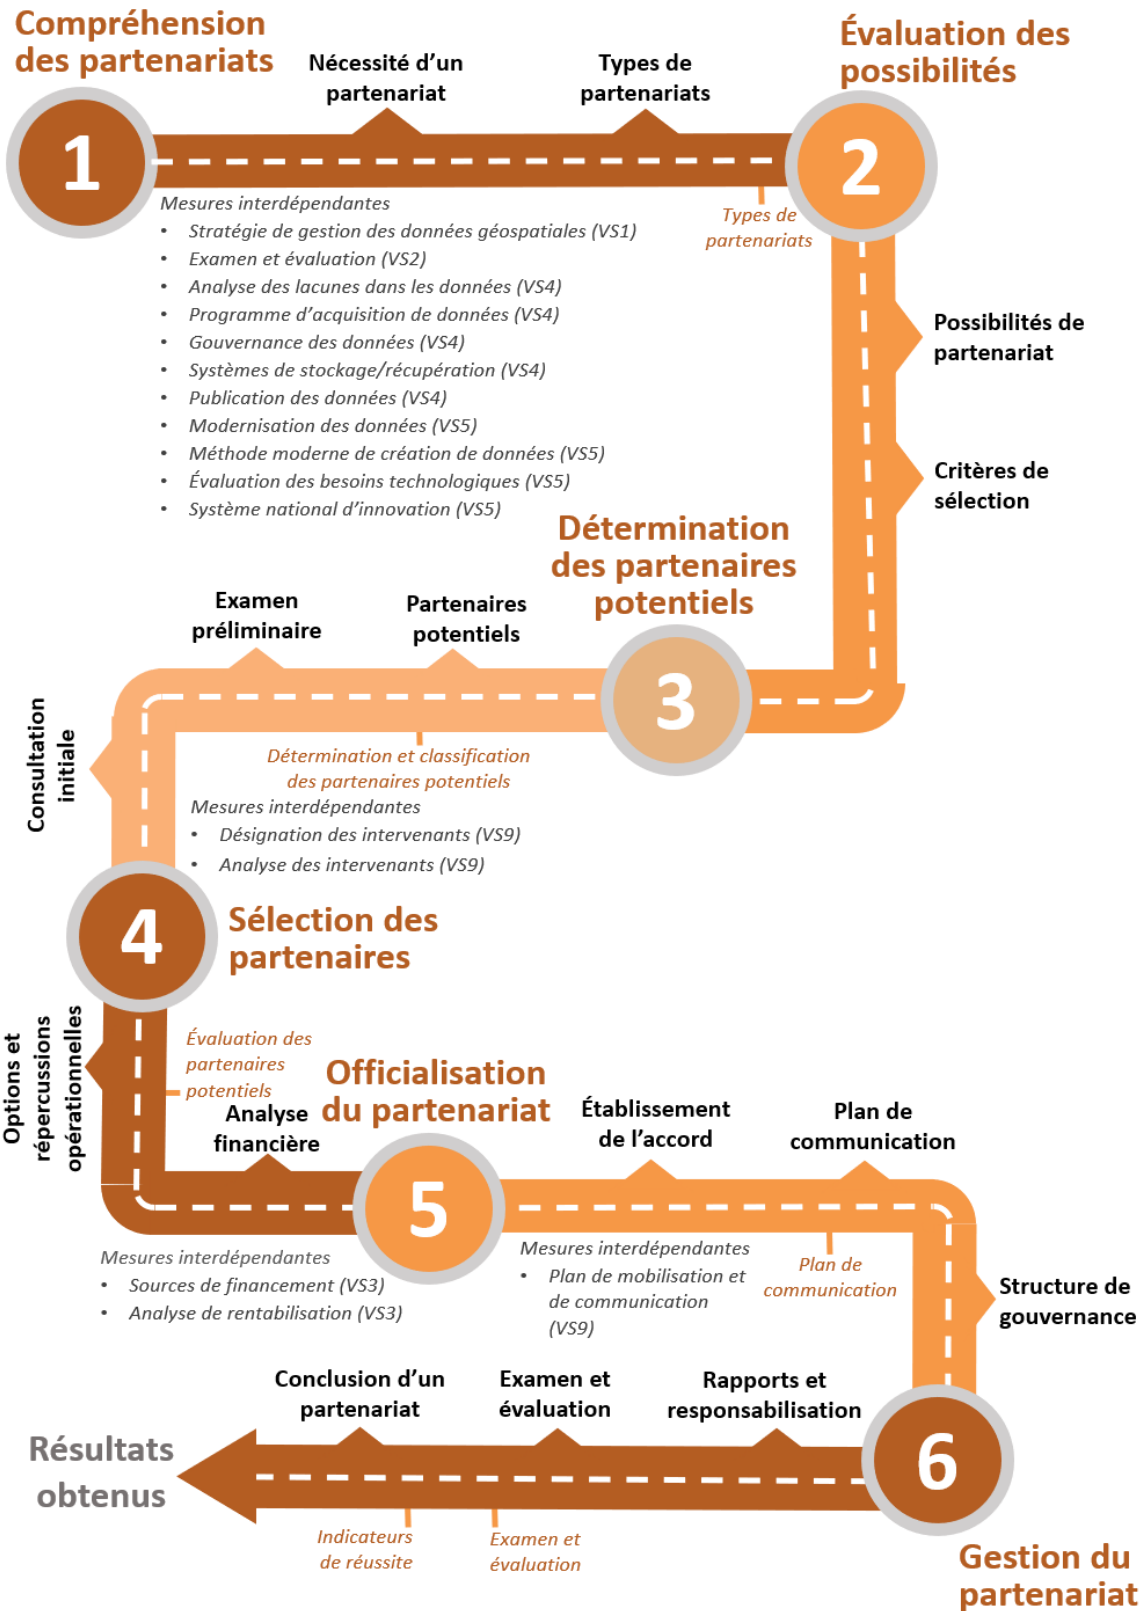 Compréhension
des partenariats
Nécessité d'un
partenariat
Types de
partenariats
Évaluation des
possibilités
1
2
Mesures interdépendantes
• Stratégie de gestion des données géospatiales (VS1)
• Examen et évaluation (VS2)
• Analyse des lacunes dans les données (VS4)
• Programme d'acquisition de données (VS4)
• Gouvernance des données (VS4)
• Systèmes de stockage/récupération (VS4)
• Publication des données (VS4)
• Modernisation des données (VS5)
• Méthode moderne de création de données (VS5)
• Évaluation des besoins technologiques (VS5)
• Système national d'innovation (VS5)
Types de
partenariats
Possibilités de
partenariat
Critères de
sélection
Détermination
des partenaires
potentiels
3
Partenaires
potentiels
Examen
préliminaire
Détermination et classification
des partenaires potentiels
Mesures interdépendantes
• Désignation des intervenants (VS9)
• Analyse des intervenants (VS9)
Consultation
initiale
4
Sélection des
partenaires
Options et
répercussions
opérationnelles
Évaluation des
partenaires
potentiels
Analyse
financière
Mesures interdépendantes
• Sources de financement (VS3)
• Analyse de rentabilisation (VS3)
Officialisation
du partenariat
5
Établissement
de l'accord
Plan de
communication
Mesures interdépendantes
• Plan de mobilisation et
de communication
(VS9)
Plan de
communication
Structure de
gouvernance
6
Gestion du
partenariat
Rapports et
responsabilisation
Examen et
évaluation
Conclusion d'un
partenariat
Examen et
évaluation
Indicateurs
de réussite
Résultats
obtenus